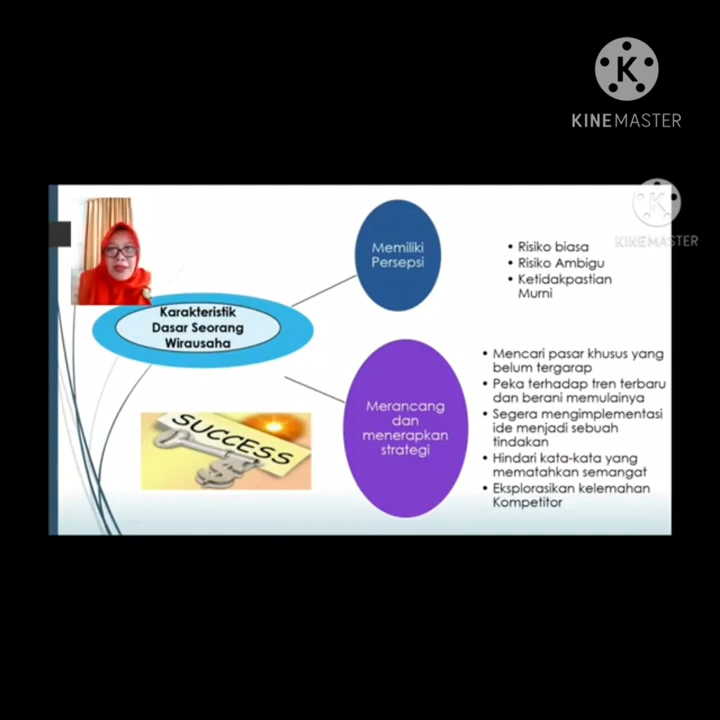 K
KINEMASTER
K
KINEMASTER
Karakteristik
Dasar Seorang
Wirausaha
Memiliki
Persepsi
• Risiko biasa
• Risiko Ambigu
• Ketidakpastian
Murni
SUCCESS
Merancang
dan
menerapkan
strategi
• Mencari pasar khusus yang
belum tergarap
• Peka terhadap tren terbaru
dan berani memulainya
• Segera mengimplementasi
ide menjadi sebuah
tindakan
• Hindari kata-kata yang
mematahkan semangat
• Eksplorasikan kelemahan
Kompetitor